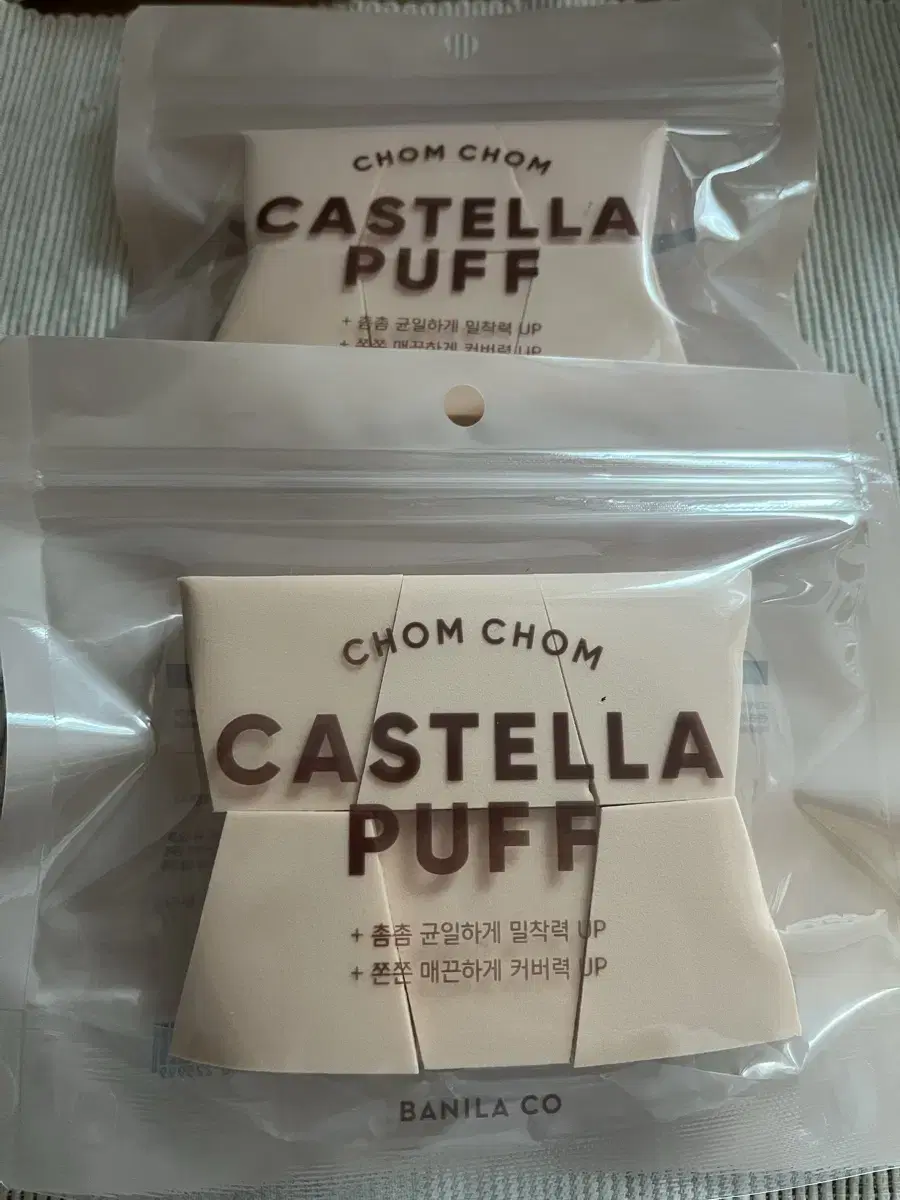 CHOM CHOM
CASTELLA
PUFF
+ 촘촘 균일하게 밀착력 UP
+ 쫀쫀 매끈하게 커버력 UP
CHOM CHOM
CASTELLA
PUFF
+ 촘촘 균일하게 밀착력 UP
+ 쫀쫀 매끈하게 커버력 UP
BANILA CO